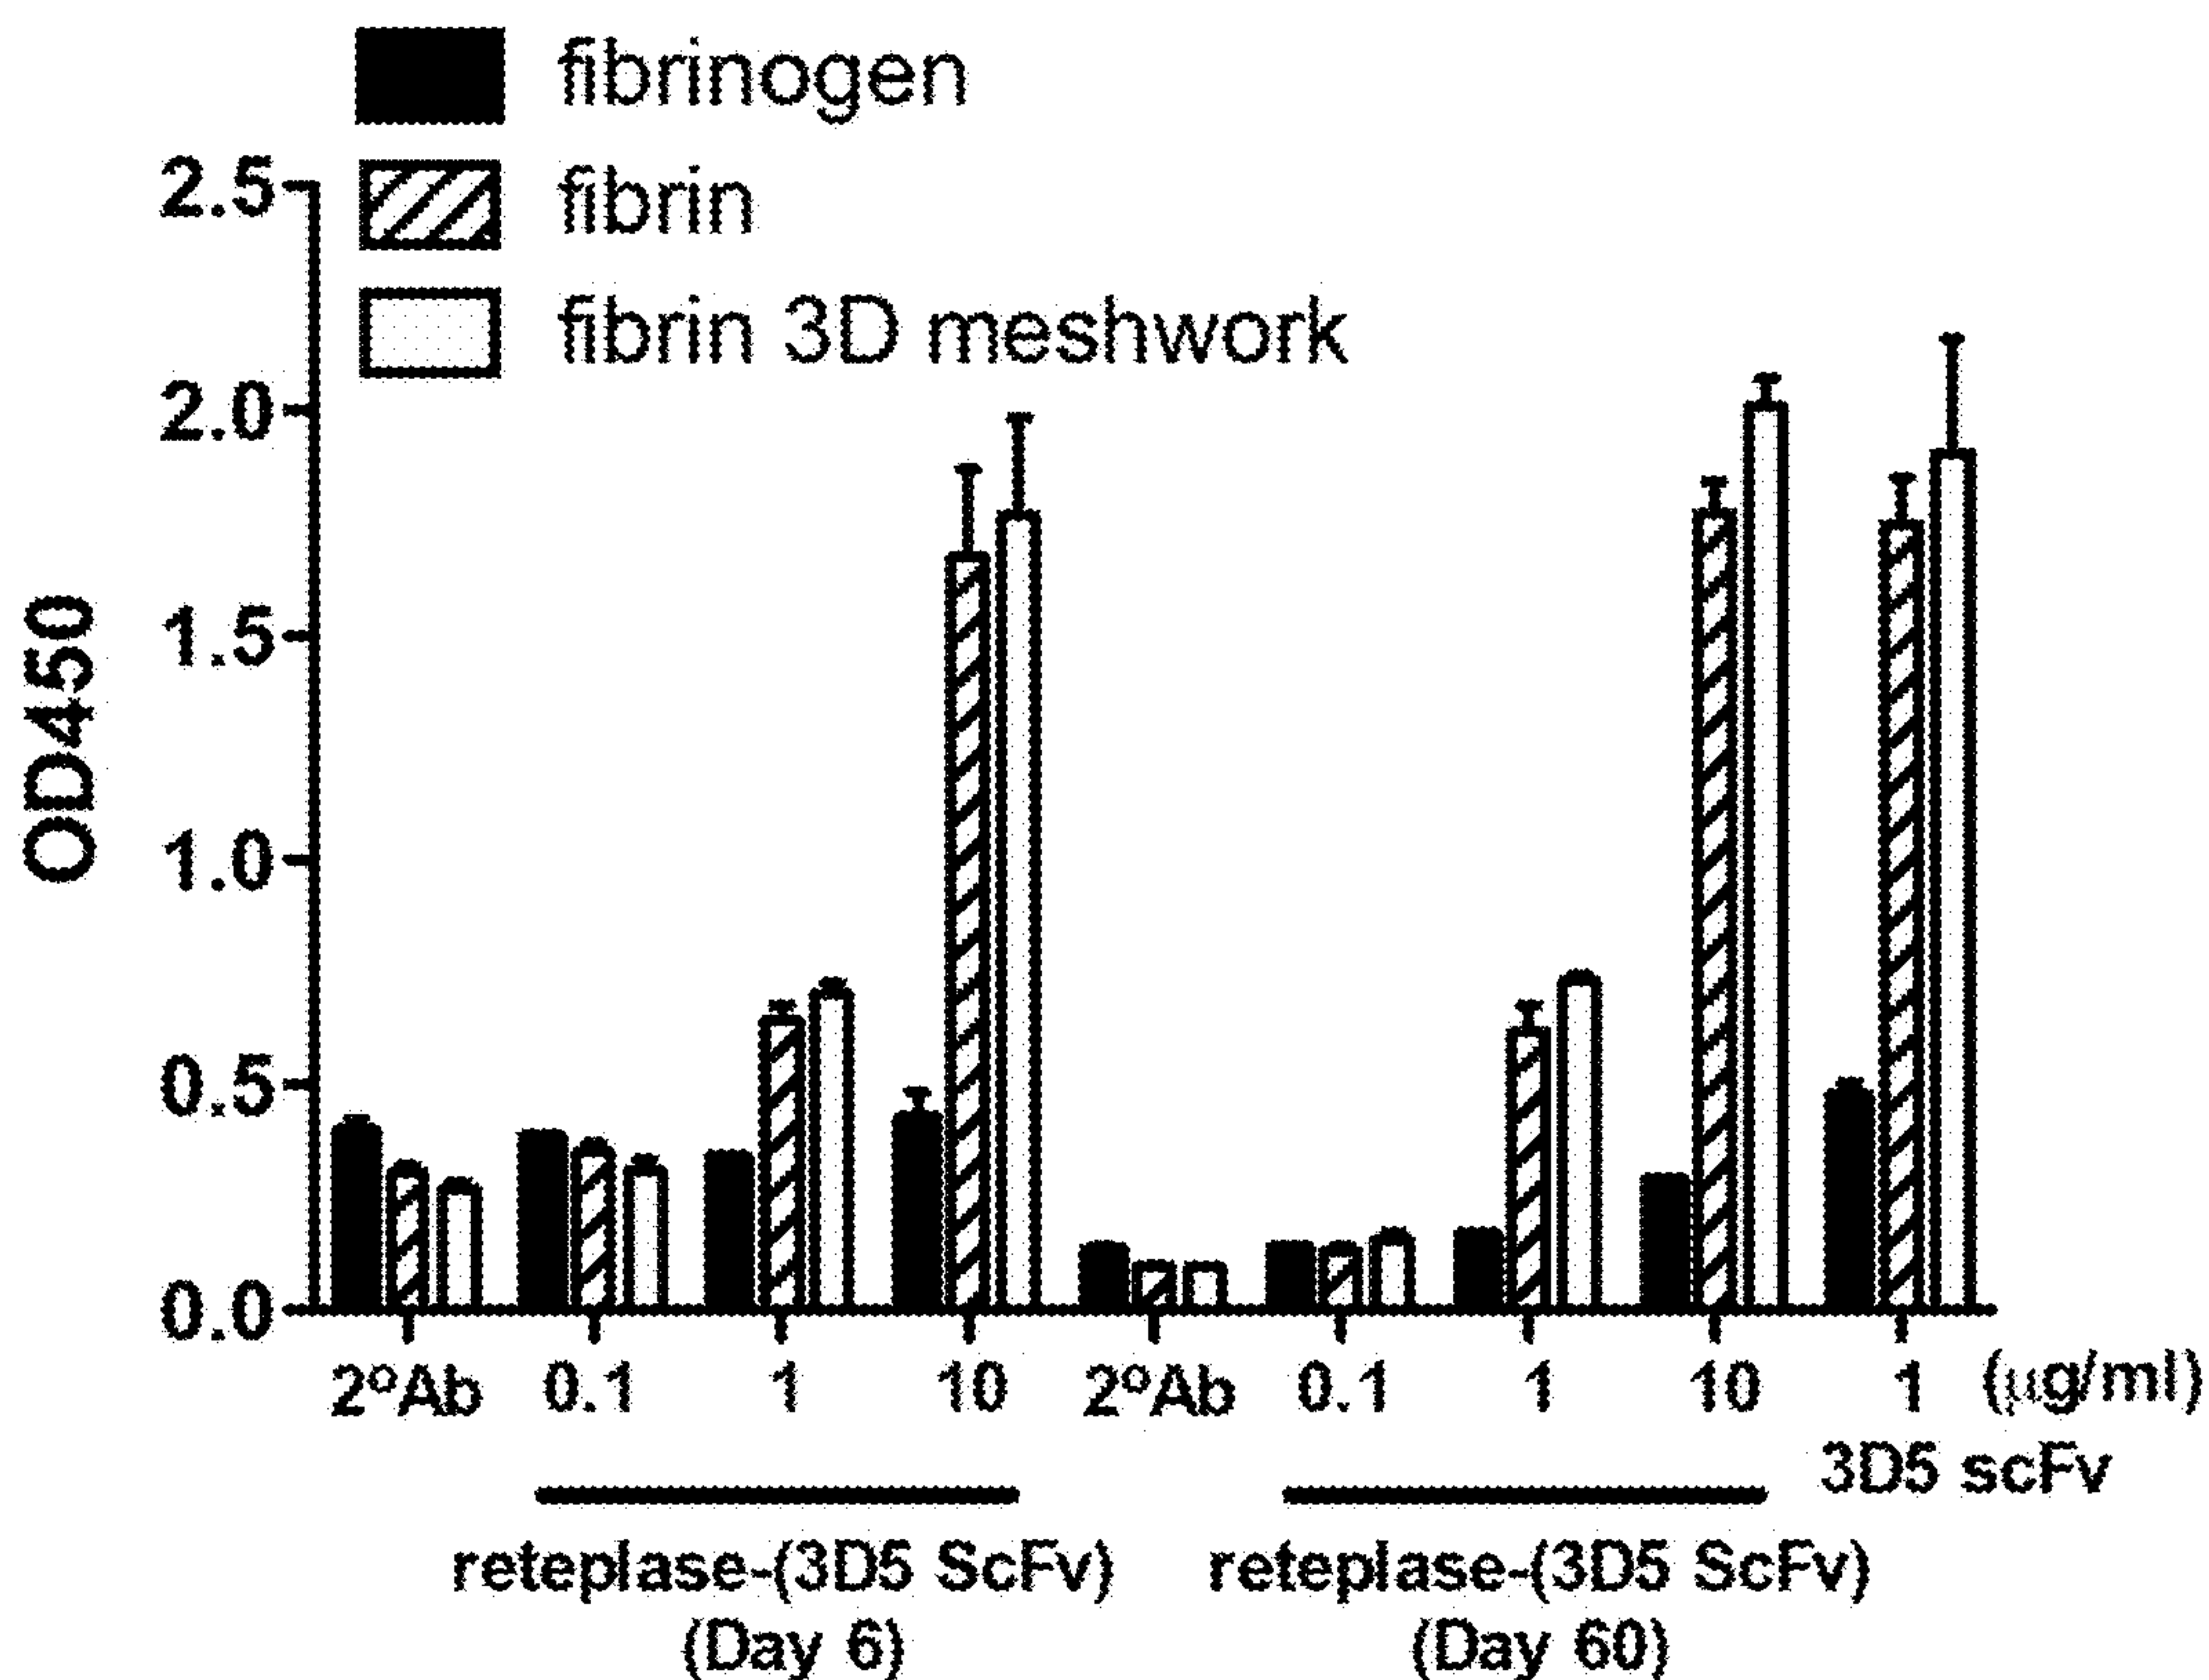 fibrinogen
fibrin
fibrin 3D meshwork
OD450
2.5
2.0
1.5
1.0
0.5
0.0
2°Ab 0.1 1 10 2°Ab 0.1 1 10 1 (μg/ml)
3D5 scFv
reteplase-(3D5 ScFv) reteplase-(3D5 ScFv)
(Day 6) (Day 60)